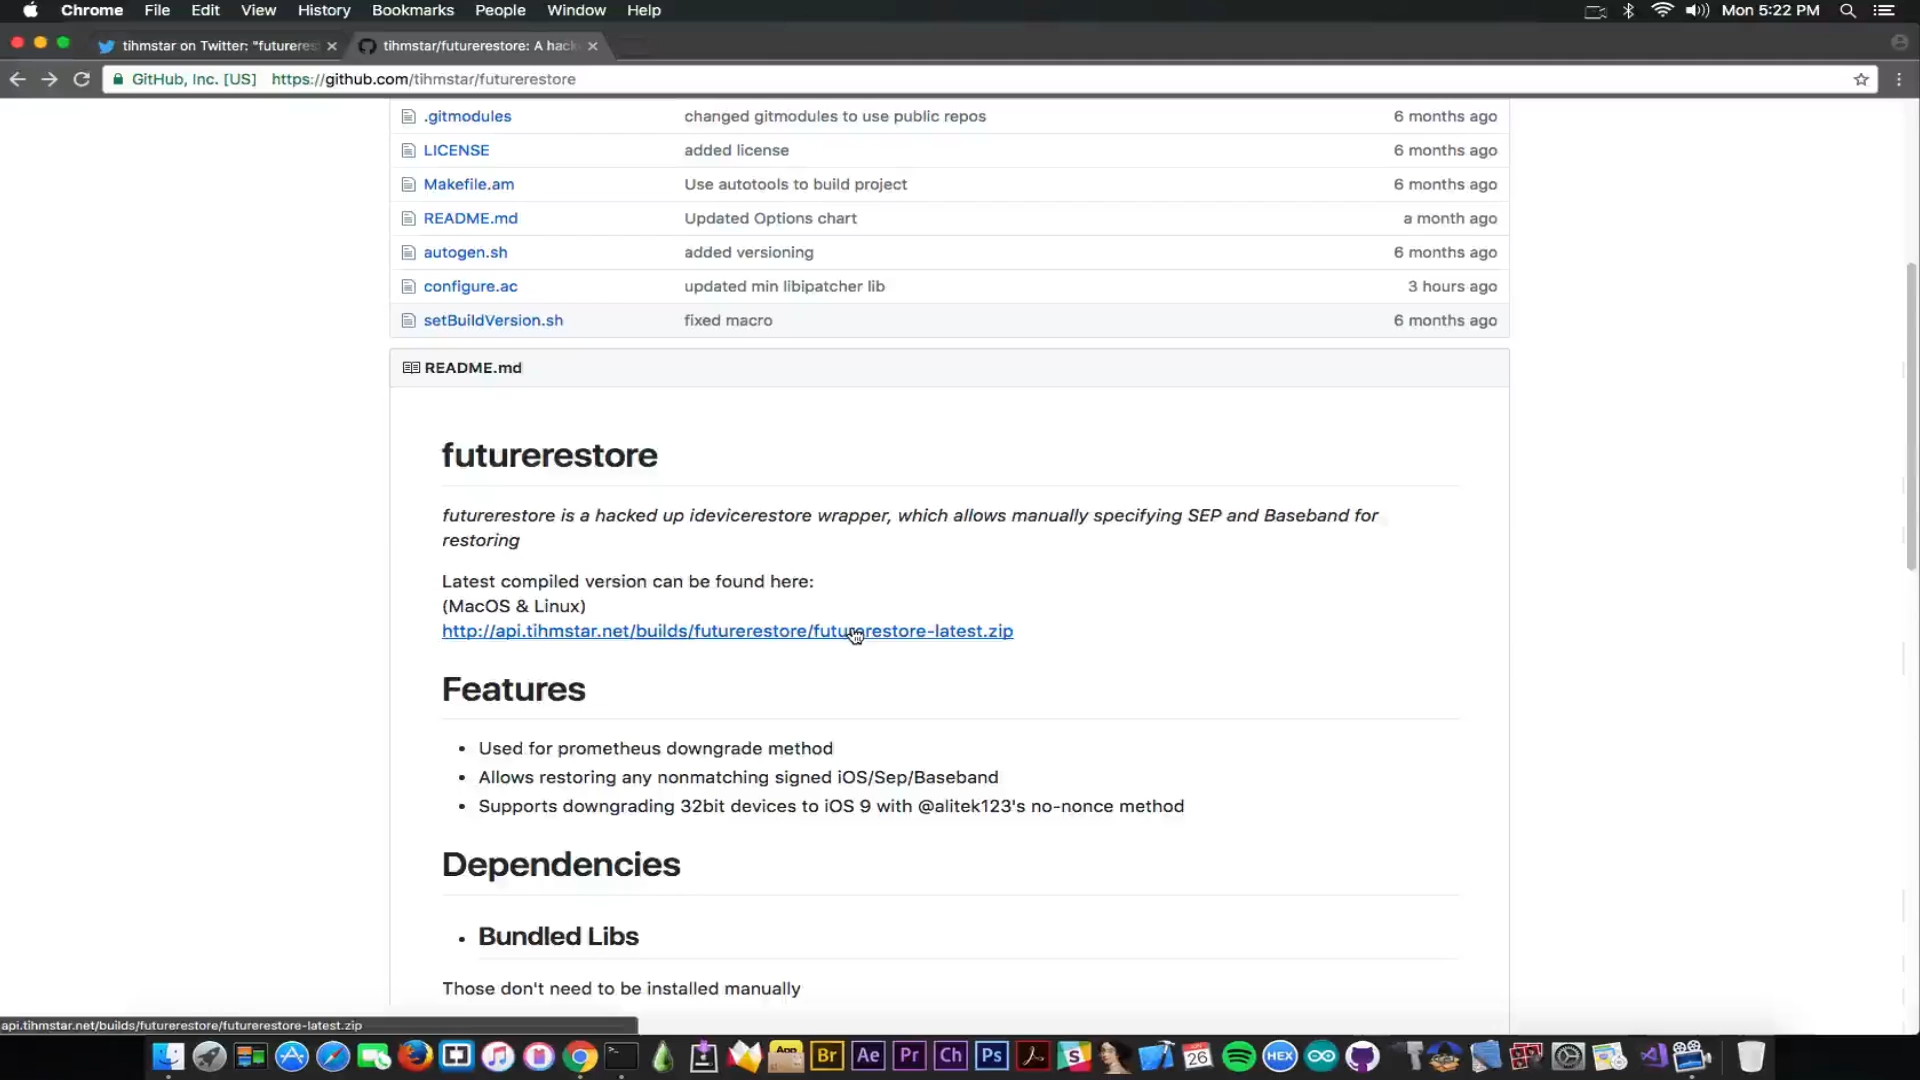 Chrome File Edit View History Bookmarks People Window Help Mon 5:22 PM
tihmstar on Twitter: "futureres tihmstar/futurerestore: A hack
GitHub, Inc. [US] https://github.com/tihmstar/futurerestore
.gitmodules changed gitmodules to use public repos 6 months ago
LICENSE added license 6 months ago
Makefile.am Use autotools to build project 6 months ago
README.md Updated Options chart a month ago
autogen.sh added versioning 6 months ago
configure.ac updated min libipatcher lib 3 hours ago
setBuildVersion.sh fixed macro 6 months ago
README.md
futurerestore
futurerestore is a hacked up idevicerestore wrapper, which allows manually specifying SEP and Baseband for
restoring
Latest compiled version can be found here:
(MacOS & Linux)
http://api.tihmstar.net/builds/futurerestore/futurerestore-latest.zip
Features
• Used for prometheus downgrade method
• Allows restoring any nonmatching signed iOS/Sep/Baseband
• Supports downgrading 32bit devices to iOS 9 with @alitek123's no-nonce method
Dependencies
• Bundled Libs
Those don't need to be installed manually
api.tihmstar.net/builds/futurerestore/futurerestore-latest.zip
App Br Ae Pr Ch Ps 26 HEX